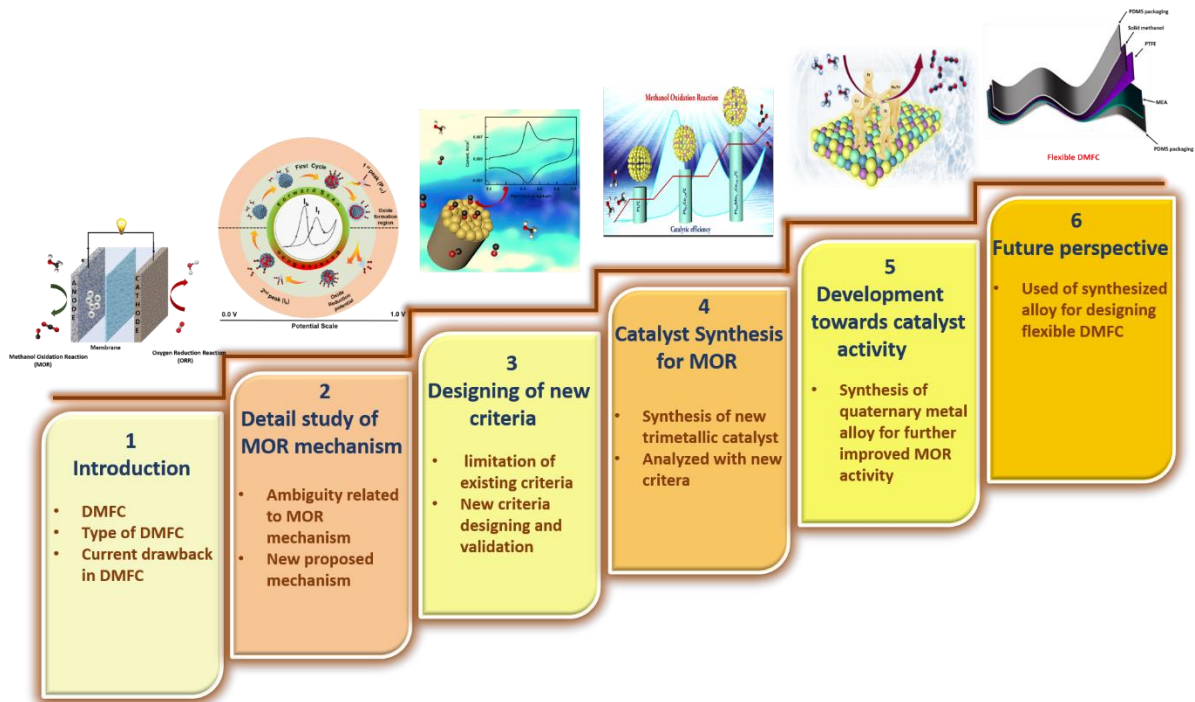 ANODE
CATHODE
Membrane
Methanol Oxidation Reaction
(MOR)
Oxygen Reduction Reaction
(ORR)
1
Introduction
• DMFC
• Type of DMFC
• Current drawback
in DMFC
First Cycle
Forward Scan
Oxide
formation
region
Oxide
Reduction
potential
0.0 V
1.0 V
Potential Scale
2
Detail study of
MOR mechanism
• Ambiguity related
to MOR
mechanism
• New proposed
mechanism
3
Designing of new
criteria
• limitation of
existing criteria
• New criteria
designing and
validation
Methanol Oxidation Reaction
Catalytic efficiency
4
Catalyst Synthesis
for MOR
• Synthesis of new
trimetallic catalyst
• Analyzed with new
critera
5
Development
towards catalyst
activity
• Synthesis of
quaternary metal
alloy for further
improved MOR
activity
PDMS packaging
Solid methanol
PTFE
MEA
PDMS packaging
Flexible DMFC
6
Future perspective
• Used of synthesized
alloy for designing
flexible DMFC